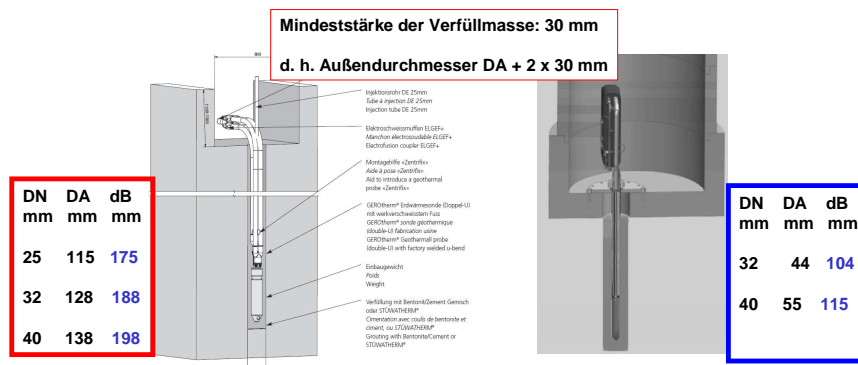 Mindeststärke der Verfüllmasse: 30 mm
d. h. Außendurchmesser DA + 2 x 30 mm
Injektionsrohr DE 25mm
Tube à injection DE 25mm
Injection tube DE 25mm
Elektroschweissmuffen ELGEF+
Manchon électrosoudable ELGEF+
Electrofusion coupler ELGEF+
Montagehilfe «Zentrifix»
Aide à pose «Zentrifix»
Aid to introduce a geothermal
probe «Zentrifix»
GEROtherm® Erdwärmesonde (Doppel-U)
mit werkverschweisstem Fuss
GEROtherm® sonde géothermique
(double-U) fabrication usine
GEROtherm® Geothermall probe
(double-U) with factory welded u-bend
Einbaugewicht
Poids
Weight
Verfüllung mit Bentonit/Zement Gemisch
oder STÜWATHERM®
Cimentation avec coulis de bentonite et
ciment, ou STÜWATHERM®
Grouting with Bentonite/Cement or
STÜWATHERM®
DN DA dB
mm mm mm
25 115 175
32 128 188
40 138 198
DN DA dB
mm mm mm
32 44 104
40 55 115